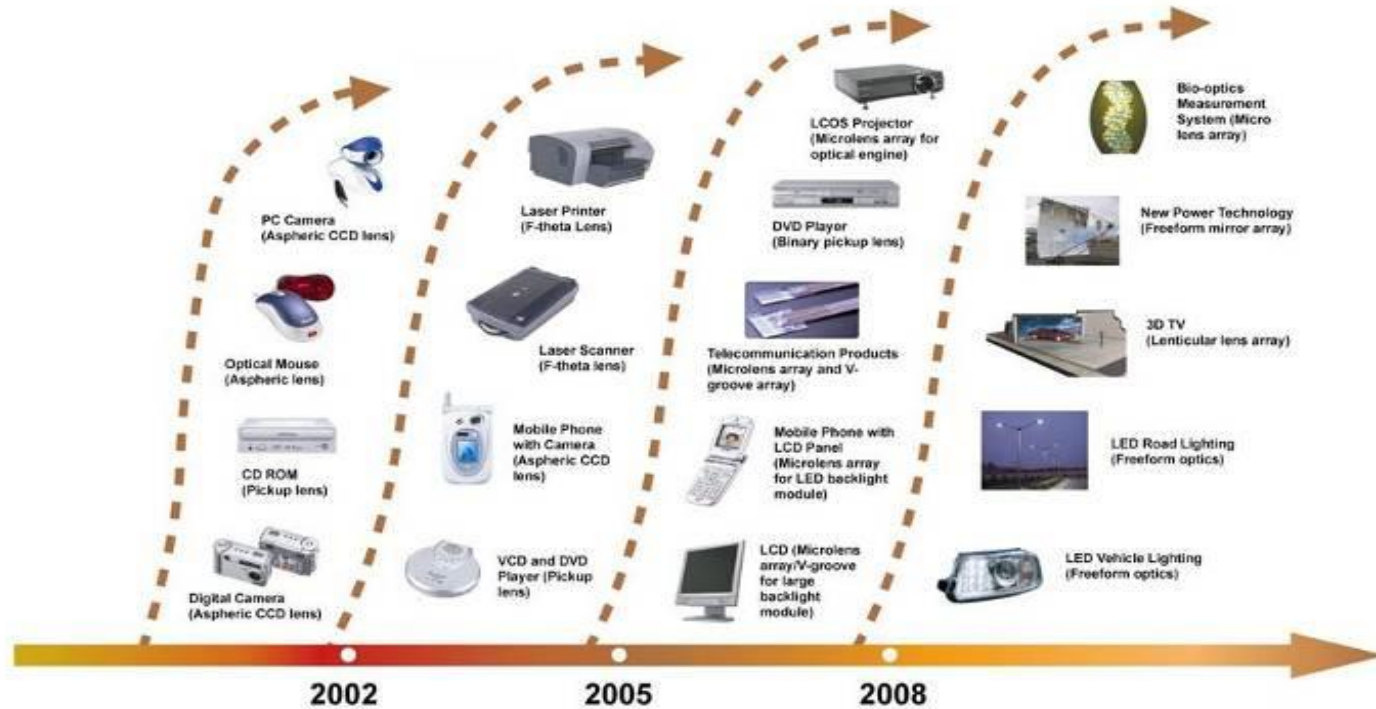 PC Camera
(Aspheric CCD lens)
Optical Mouse
(Aspheric lens)
CD ROM
(Pickup lens)
Digital Camera
(Aspheric CCD lens)
Laser Printer
(F-theta Lens)
Laser Scanner
(F-theta lens)
Mobile Phone
with Camera
(Aspheric CCD
lens)
VCD and DVD
Player (Pickup
lens)
LCOS Projector
(Microlens array for
optical engine)
DVD Player
(Binary pickup lens)
Telecommunication Products
(Microlens array and V-
groove array)
Mobile Phone with
LCD Panel
(Microlens array
for LED backlight
module)
LCD (Microlens
array/V-groove
for large
backlight
module)
Bio-optics
Measurement
System (Micro
lens array)
New Power Technology
(Freeform mirror array)
3D TV
(Lenticular lens array)
LED Road Lighting
(Freeform optics)
LED Vehicle Lighting
(Freeform optics)
2002
2005
2008